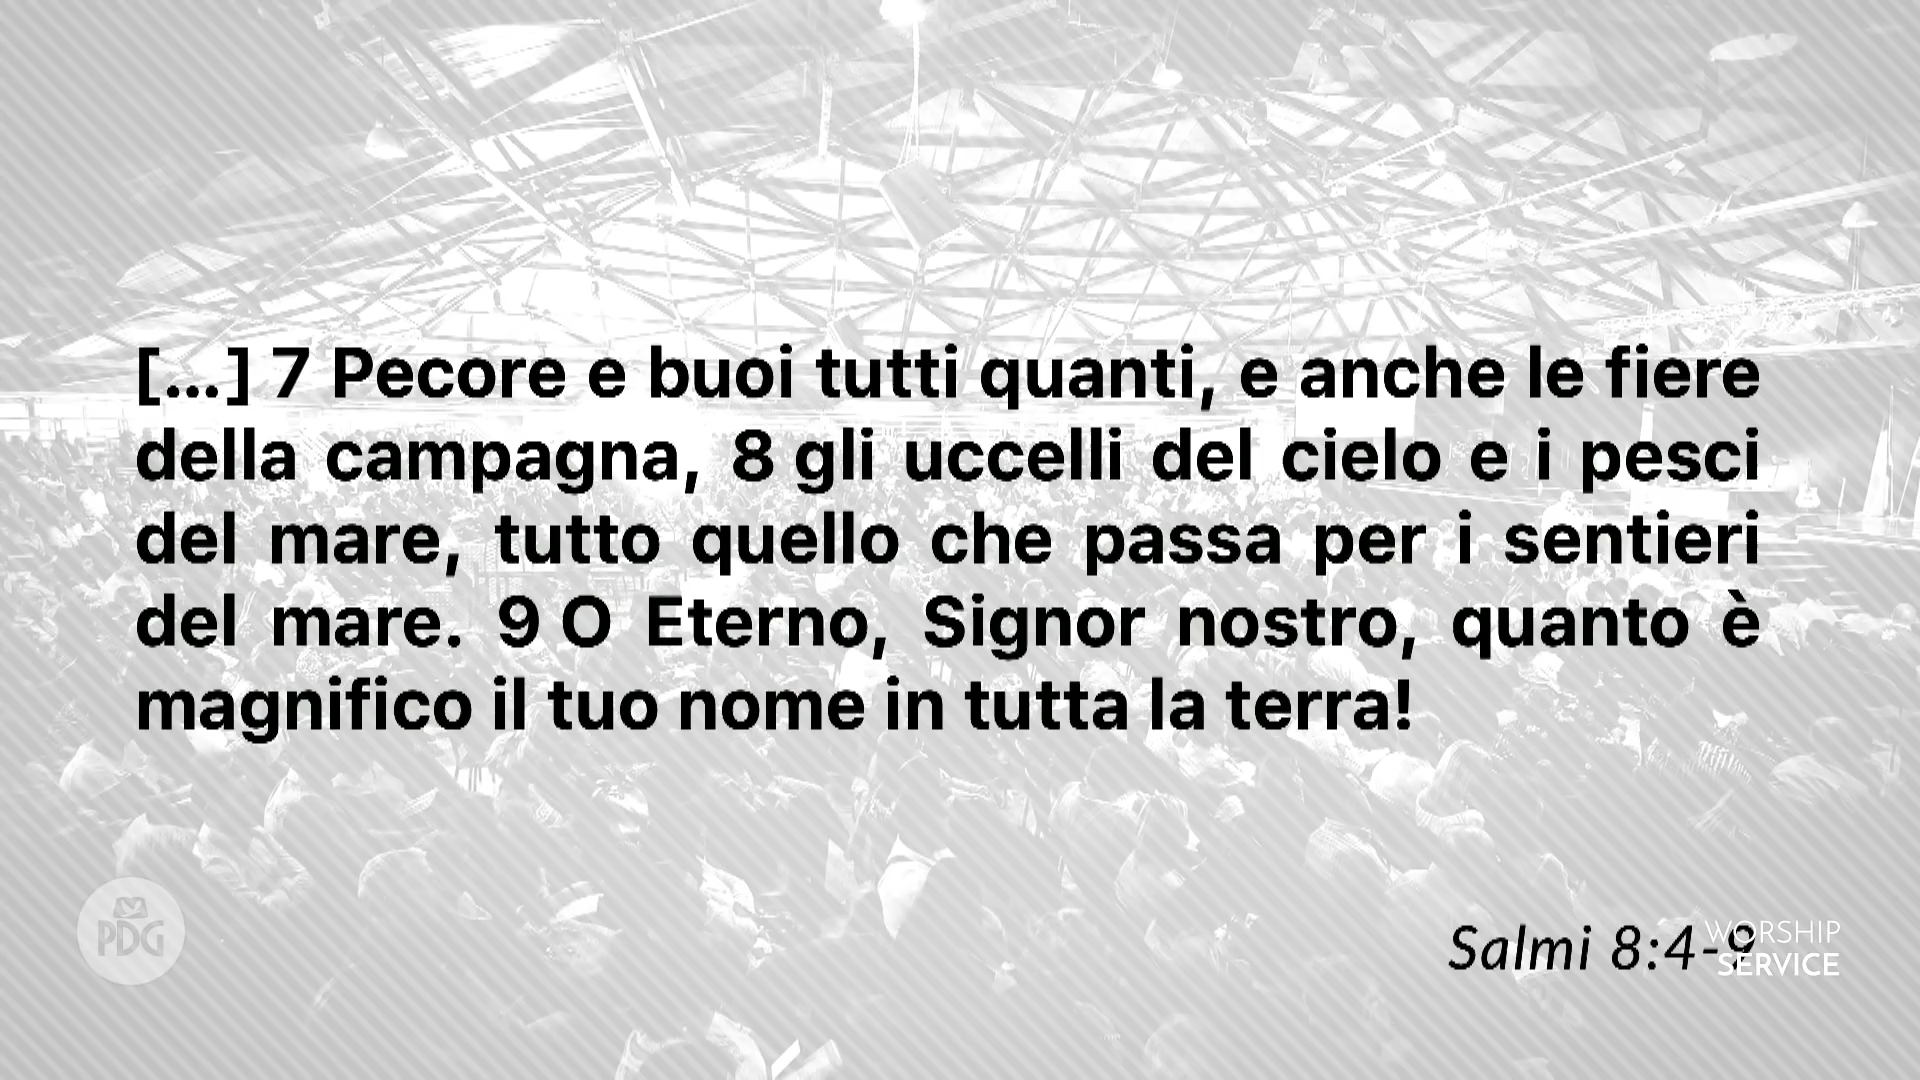 [...] 7 Pecore e buoi tutti quanti, e anche le fiere
della campagna, 8 gli uccelli del cielo e i pesci
del mare, tutto quello che passa per i sentieri
del mare. 9 O Eterno, Signor nostro, quanto è
magnifico il tuo nome in tutta la terra!
PDG
Salmi 8:4-9
WORSHIP
SERVICE